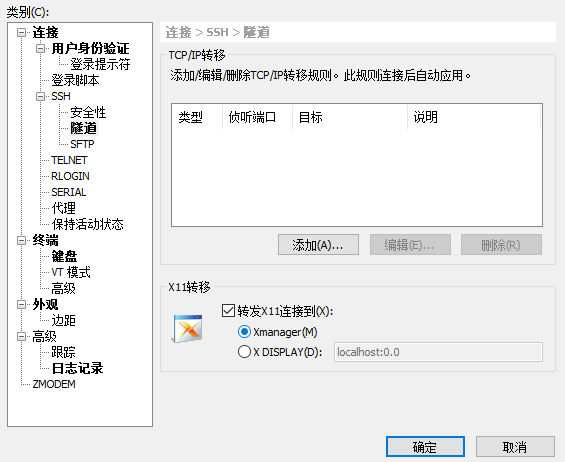 类别(C):
连接
用户身份验证
登录提示符
登录脚本
SSH
安全性
隧道
SFTP
TELNET
RLOGIN
SERIAL
代理
保持活动状态
终端
键盘
VT 模式
高级
外观
边距
高级
跟踪
日志记录
ZMODEM
连接 > SSH > 隧道
TCP/IP转移
添加/编辑/删除TCP/IP转移规则。此规则连接后自动应用。
类型 侦听端口 目标 说明
添加(A)... 编辑(E)... 删除(R)
X11转移
转发X11连接到(X):
Xmanager(M)
X DISPLAY(D): localhost:0.0
确定 取消